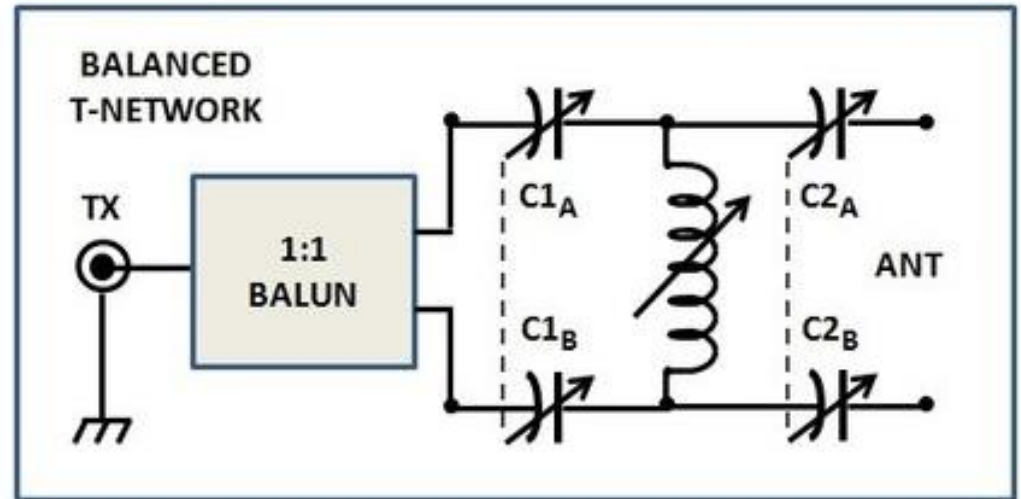 BALANCED
T-NETWORK
TX
1:1
BALUN
C1A
C2A
ANT
C1B
C2B